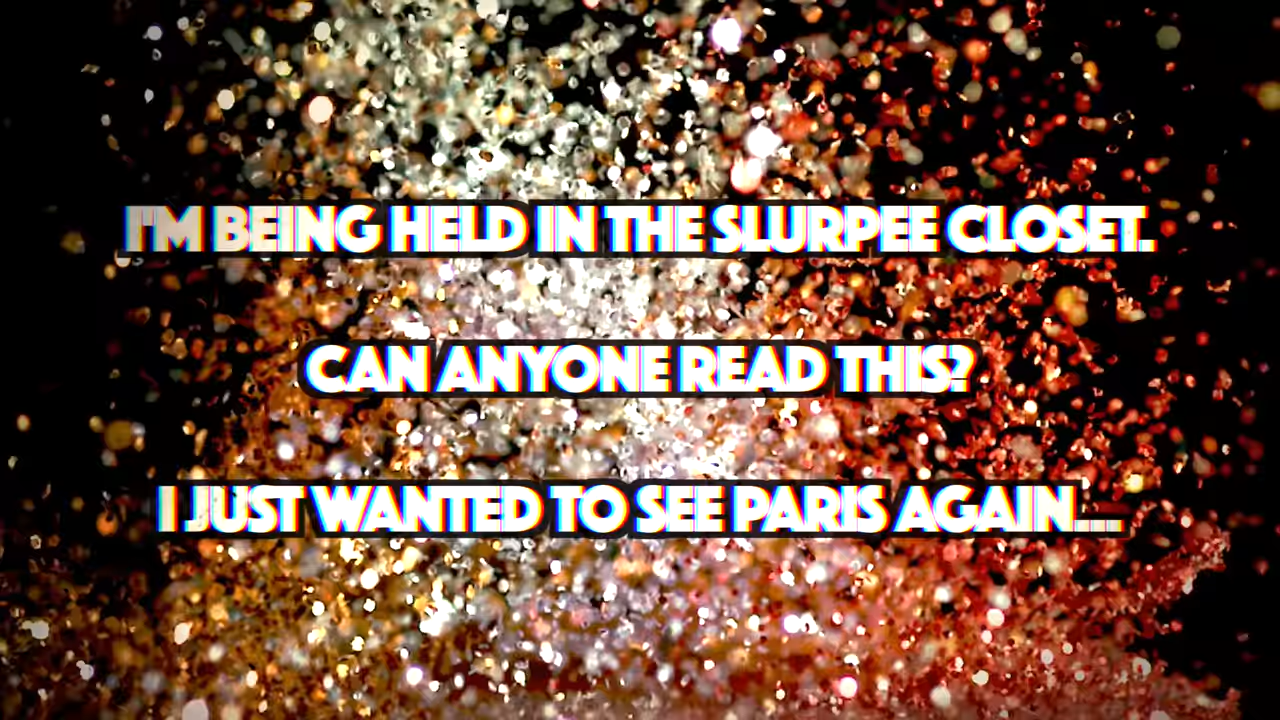 I'M BEING HELD IN THE SLURPEE CLOSET.
CAN ANYONE READ THIS?
I JUST WANTED TO SEE PARIS AGAIN...